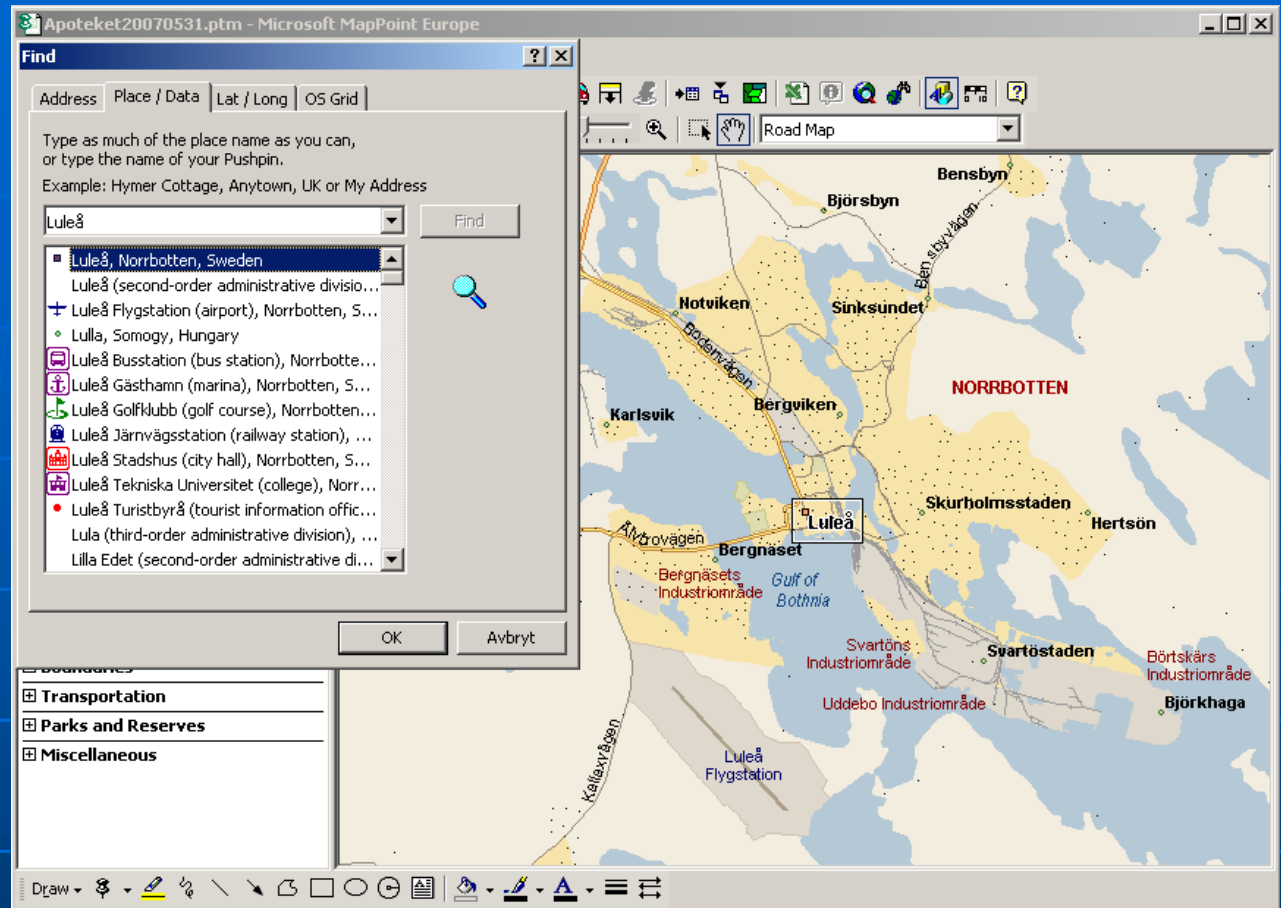 Apoteket20070531.ptm - Microsoft MapPoint Europe
Find
Address Place / Data Lat / Long OS Grid
Type as much of the place name as you can,
or type the name of your Pushpin.
Example: Hymer Cottage, Anytown, UK or My Address
Luleå Find
Luleå, Norrbotten, Sweden
Luleå (second-order administrative divisio...
Luleå Flygstation (airport), Norrbotten, S...
Lulla, Somogy, Hungary
Luleå Busstation (bus station), Norrbotte...
Luleå Gästhamn (marina), Norrbotten, S...
Luleå Golfklubb (golf course), Norrbotten...
Luleå Järnvägsstation (railway station), ...
Luleå Stadshus (city hall), Norrbotten, S...
Luleå Tekniska Universitet (college), Norr...
Luleå Turistbyrå (tourist information offic...
Lula (third-order administrative division), ...
Lilla Edet (second-order administrative di...
OK Avbryt
Boundaries
Transportation
Parks and Reserves
Miscellaneous
Road Map
Bensbyn
Björsbyn
Bensbyvägen
Notviken
Sinksundet
Bodenvägen
NORRBOTTEN
Karlsvik
Bergviken
Skurholmsstaden
Luleå
Hertsön
Bergnäset
Bergnäsets
Industriområde
Gulf of
Bothnia
Svartöns
Industriområde
Svartöstaden
Börtskärs
Industriområde
Uddebo Industriområde
Björkhaga
Kallaxvägen
Luleå
Flygstation
Draw